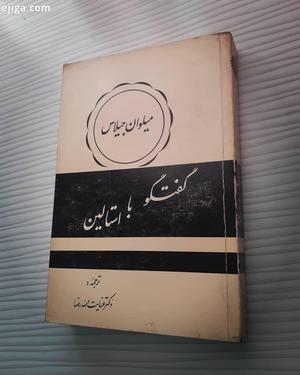 ejiga.com
میلوان جیلاس
گفتگو با استالین
ترجمهٔ:
دکتر عنایت الله رضا